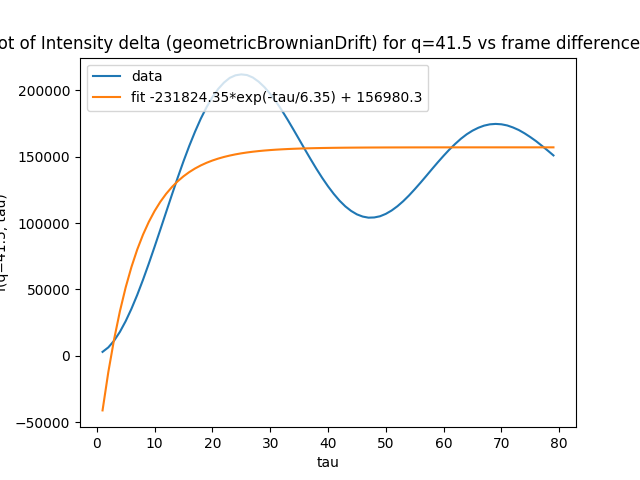 ot of Intensity delta (geometricBrownianDrift) for q=41.5 vs frame difference
data
fit -231824.35*exp(-tau/6.35) + 156980.3
200000
150000
100000
50000
0
−50000
0 10 20 30 40 50 60 70 80
tau
(q=41.5, tau)